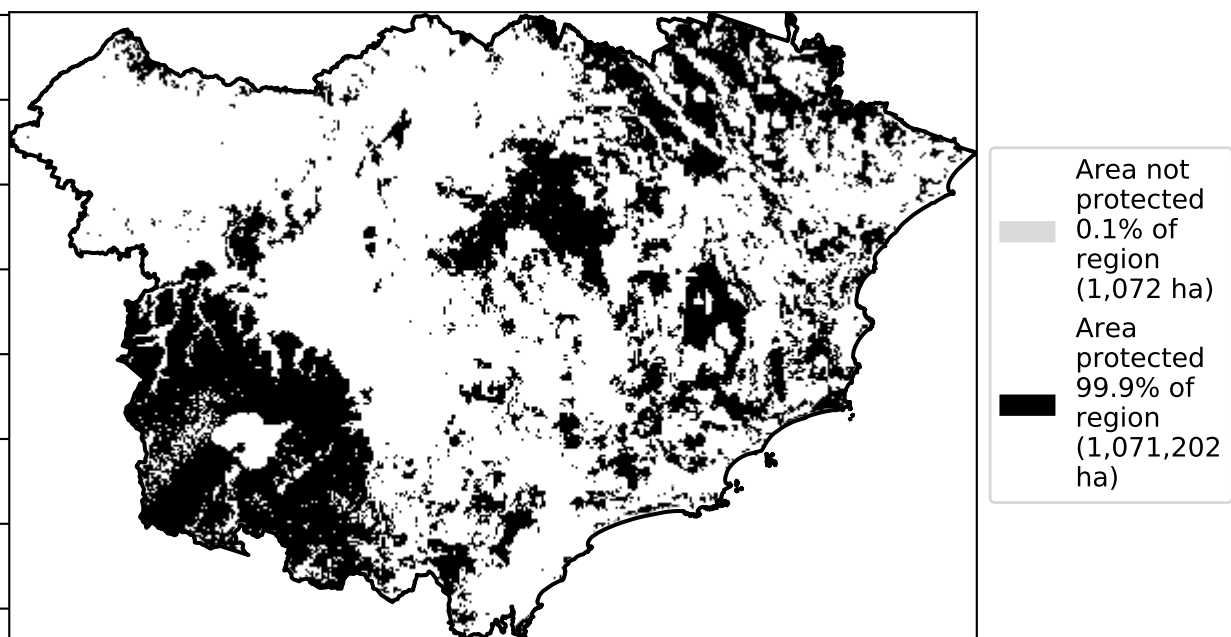 Area not
protected
0.1% of
region
(1,072 ha)
Area
protected
99.9% of
region
(1,071,202
ha)